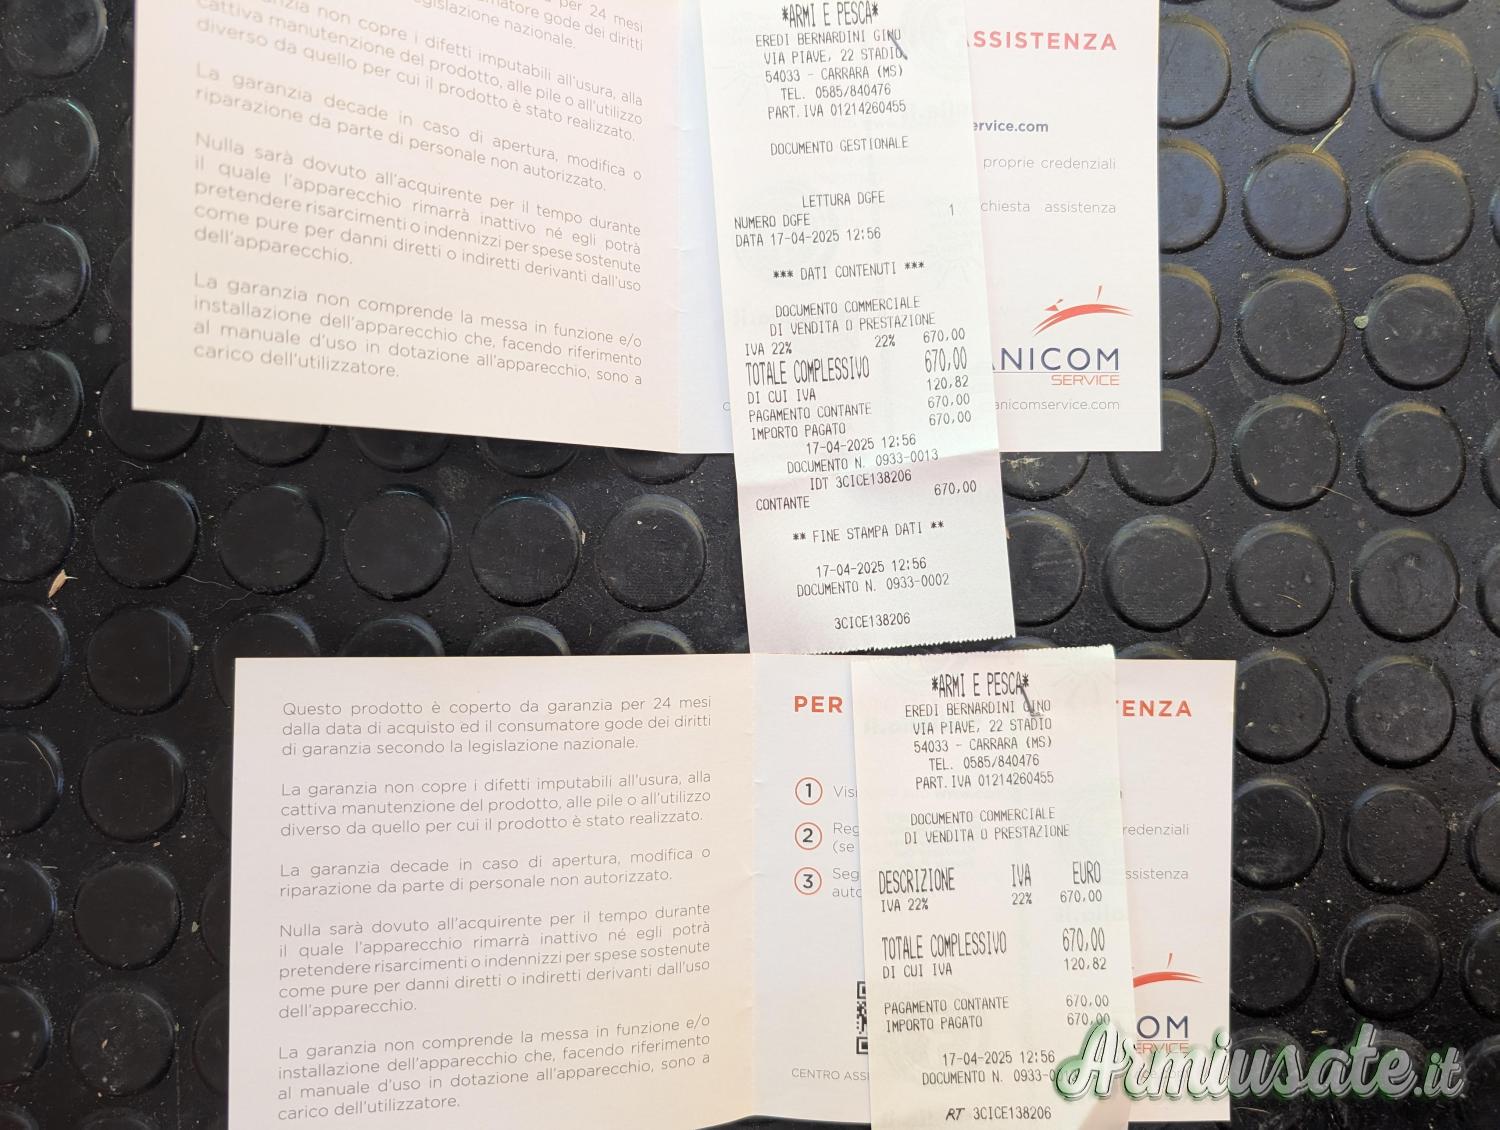 per 24 mesi
nsumatore gode dei diritti
egislazione nazionale.
ranzia non copre i difetti imputabili all'usura, alla
cattiva manutenzione del prodotto, alle pile o all'utilizzo
diverso da quello per cui il prodotto è stato realizzato.
La garanzia decade in caso di apertura, modifica o
riparazione da parte di personale non autorizzato.
Nulla sarà dovuto all'acquirente per il tempo durante
il quale l'apparecchio rimarrà inattivo né egli potrà
pretendere risarcimenti o indennizzi per spese sostenute
come pure per danni diretti o indiretti derivanti dall'uso
dell'apparecchio.
La garanzia non comprende la messa in funzione e/o
installazione dell'apparecchio che, facendo riferimento
al manuale d'uso in dotazione all'apparecchio, sono a
carico dell'utilizzatore.
*ARMI E PESCA*
EREDI BERNARDINI GINO
VIA PIAVE, 22 STADIO
54033 - CARRARA (MS)
TEL. 0585/840476
PART.IVA 01214260455
DOCUMENTO GESTIONALE
LETTURA DGFE
NUMERO DGFE 1
DATA 17-04-2025 12:56
*** DATI CONTENUTI ***
DOCUMENTO COMMERCIALE
DI VENDITA O PRESTAZIONE
IVA 22% 22% 670,00
TOTALE COMPLESSIVO 670,00
DI CUI IVA 120,82
PAGAMENTO CONTANTE 670,00
IMPORTO PAGATO 670,00
17-04-2025 12:56
DOCUMENTO N. 0933-0013
IDT 3CICE138206
CONTANTE 670,00
** FINE STAMPA DATI **
17-04-2025 12:56
DOCUMENTO N. 0933-0002
3CICE138206
SSISTENZA
ervice.com
proprie credenziali
chiesta assistenza
ANICOM
SERVICE
anicomservice.com
Questo prodotto è coperto da garanzia per 24 mesi
dalla data di acquisto ed il consumatore gode dei diritti
di garanzia secondo la legislazione nazionale.
La garanzia non copre i difetti imputabili all'usura, alla
cattiva manutenzione del prodotto, alle pile o all'utilizzo
diverso da quello per cui il prodotto è stato realizzato.
La garanzia decade in caso di apertura, modifica o
riparazione da parte di personale non autorizzato.
Nulla sarà dovuto all'acquirente per il tempo durante
il quale l'apparecchio rimarrà inattivo né egli potrà
pretendere risarcimenti o indennizzi per spese sostenute
come pure per danni diretti o indiretti derivanti dall'uso
dell'apparecchio.
La garanzia non comprende la messa in funzione e/o
installazione dell'apparecchio che, facendo riferimento
al manuale d'uso in dotazione all'apparecchio, sono a
carico dell'utilizzatore.
PER
TENZA
1 Vis
2 Reg
(se
3 Seg
auto
redenziali
ssistenza
COM
ERVICE
CENTRO ASSI
*ARMI E PESCA*
EREDI BERNARDINI GINO
VIA PIAVE, 22 STADIO
54033 - CARRARA (MS)
TEL. 0585/840476
PART.IVA 01214260455
DOCUMENTO COMMERCIALE
DI VENDITA O PRESTAZIONE
DESCRIZIONE IVA EURO
IVA 22% 22% 670,00
TOTALE COMPLESSIVO 670,00
DI CUI IVA 120,82
PAGAMENTO CONTANTE 670,00
IMPORTO PAGATO 670,00
17-04-2025 12:56
DOCUMENTO N. 0933-0
RT 3CICE138206
Armiusate.it